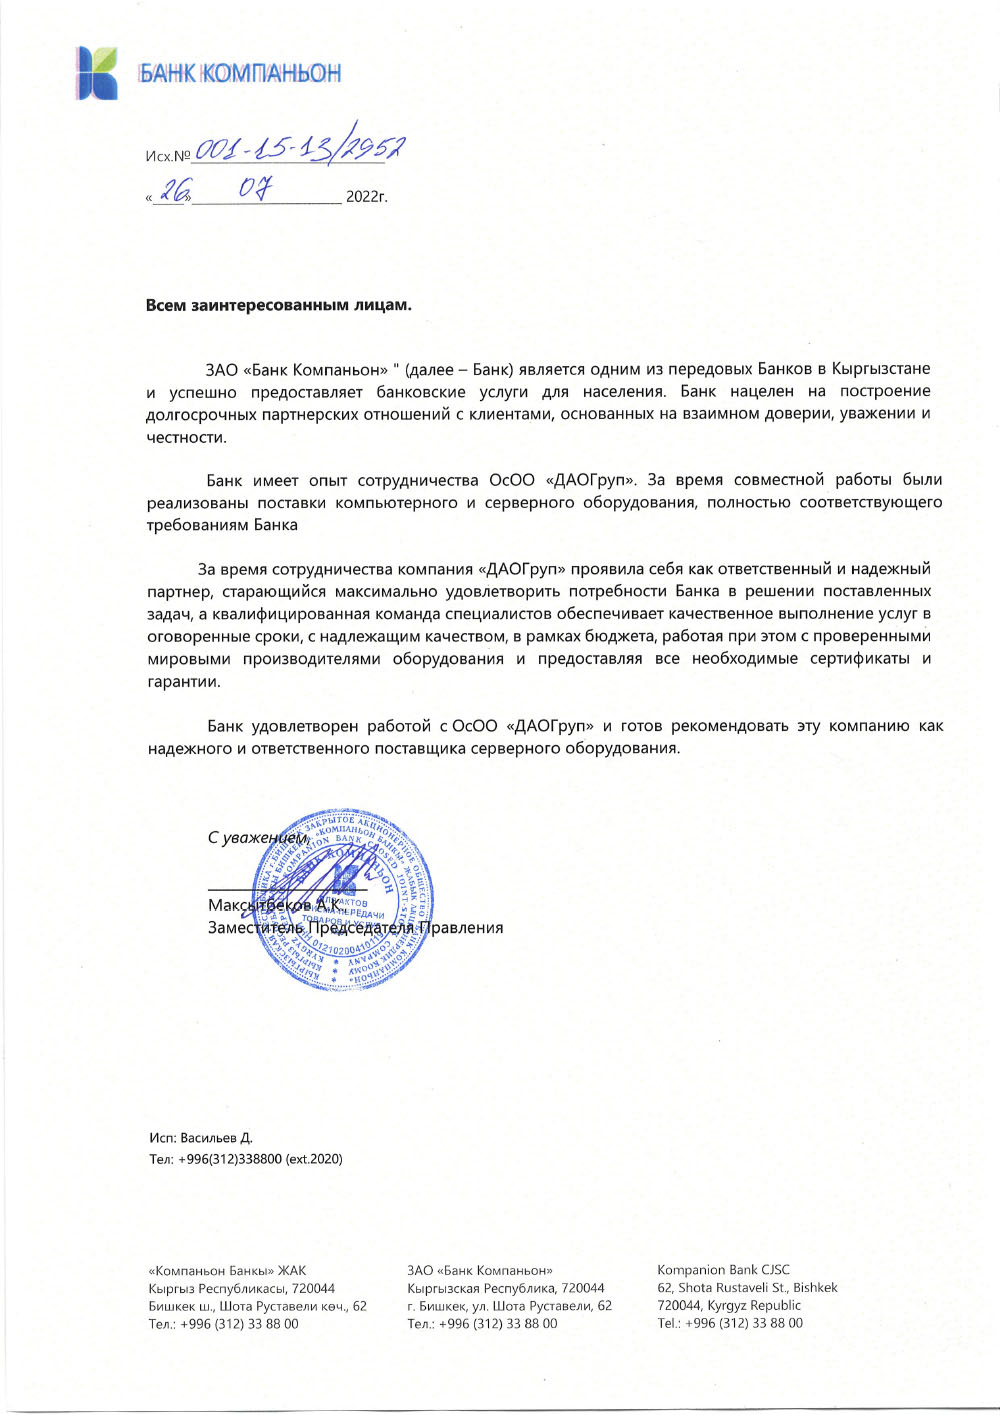 БАНК КОМПАНЬОН
Исх.№ 001-15-13/2952
«26» 07 2022г.
Всем заинтересованным лицам.
ЗАО «Банк Компаньон» " (далее – Банк) является одним из передовых Банков в Кыргызстане
и успешно предоставляет банковские услуги для населения. Банк нацелен на построение
долгосрочных партнерских отношений с клиентами, основанных на взаимном доверии, уважении и
честности.
Банк имеет опыт сотрудничества ОсОО «ДАОГруп». За время совместной работы были
реализованы поставки компьютерного и серверного оборудования, полностью соответствующего
требованиям Банка
За время сотрудничества компания «ДАОГруп» проявила себя как ответственный и надежный
партнер, старающийся максимально удовлетворить потребности Банка в решении поставленных
задач, а квалифицированная команда специалистов обеспечивает качественное выполнение услуг в
оговоренные сроки, с надлежащим качеством, в рамках бюджета, работая при этом с проверенными
мировыми производителями оборудования и предоставляя все необходимые сертификаты и
гарантии.
Банк удовлетворен работой с ОсОО «ДАОГруп» и готов рекомендовать эту компанию как
надежного и ответственного поставщика серверного оборудования.
С уважением,
Максытбеков А.К.
Заместитель Председателя Правления
БАНК КОМПАНЬОН
ДЛЯ АКТОВ
ПРИЕМА-ПЕРЕДАЧИ
ТОВАРОВ И УСЛУГ
Исп: Васильев Д.
Тел: +996(312)338800 (ext.2020)
«Компаньон Банкы» ЖАК
Кыргыз Республикасы, 720044
Бишкек ш., Шота Руставели көч., 62
Тел.: +996 (312) 33 88 00
ЗАО «Банк Компаньон»
Кыргызская Республика, 720044
г. Бишкек, ул. Шота Руставели, 62
Тел.: +996 (312) 33 88 00
Kompanion Bank CJSC
62, Shota Rustaveli St., Bishkek
720044, Kyrgyz Republic
Tel.: +996 (312) 33 88 00